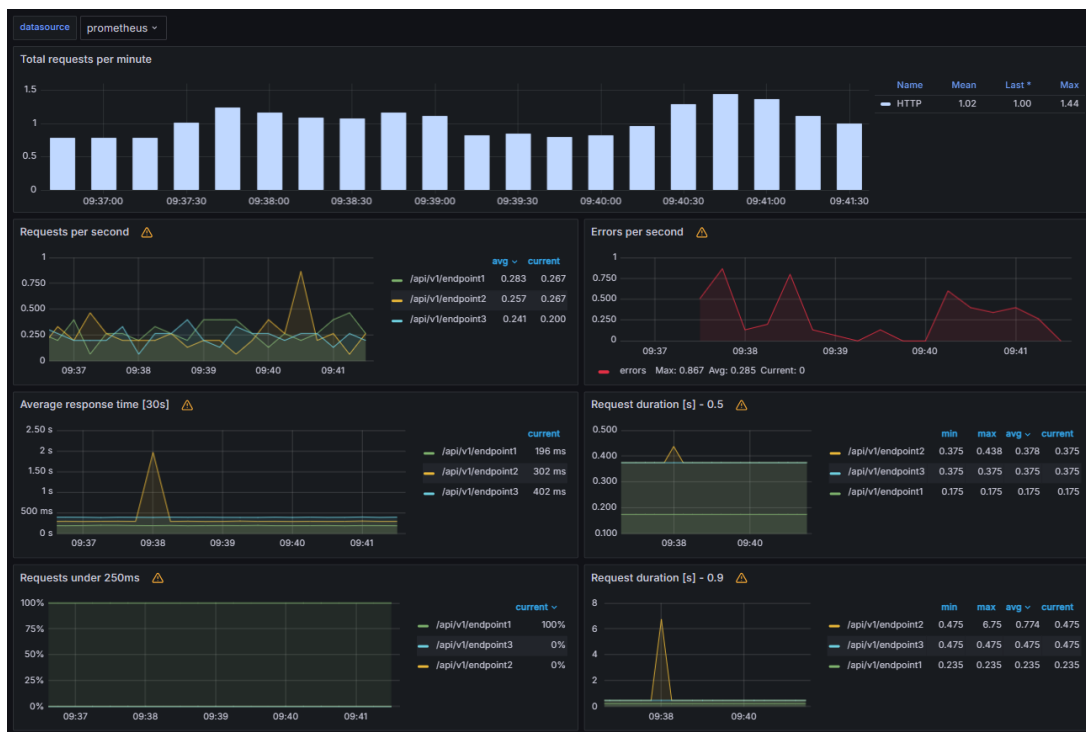 datasource prometheus
Total requests per minute
Name Mean Last * Max
HTTP 1.02 1.00 1.44
1.5
1
0.5
0
09:37:00 09:37:30 09:38:00 09:38:30 09:39:00 09:39:30 09:40:00 09:40:30 09:41:00 09:41:30
Requests per second
1
0.750
0.500
0.250
0
09:37 09:38 09:39 09:40 09:41
avg current
/api/v1/endpoint1 0.283 0.267
/api/v1/endpoint2 0.257 0.267
/api/v1/endpoint3 0.241 0.200
Errors per second
1
0.750
0.500
0.250
0
09:37 09:38 09:39 09:40 09:41
errors Max: 0.867 Avg: 0.285 Current: 0
Average response time [30s]
2.50 s
2 s
1.50 s
1 s
500 ms
0 s
09:37 09:38 09:39 09:40 09:41
current
/api/v1/endpoint1 196 ms
/api/v1/endpoint2 302 ms
/api/v1/endpoint3 402 ms
Request duration [s] - 0.5
0.500
0.400
0.300
0.200
0.100
09:38 09:40
min max avg current
/api/v1/endpoint2 0.375 0.438 0.378 0.375
/api/v1/endpoint3 0.375 0.375 0.375 0.375
/api/v1/endpoint1 0.175 0.175 0.175 0.175
Requests under 250ms
100%
75%
50%
25%
0%
09:37 09:38 09:39 09:40 09:41
current
/api/v1/endpoint1 100%
/api/v1/endpoint3 0%
/api/v1/endpoint2 0%
Request duration [s] - 0.9
8
6
4
2
0
09:38 09:40
min max avg current
/api/v1/endpoint2 0.475 6.75 0.774 0.475
/api/v1/endpoint3 0.475 0.475 0.475 0.475
/api/v1/endpoint1 0.235 0.235 0.235 0.235